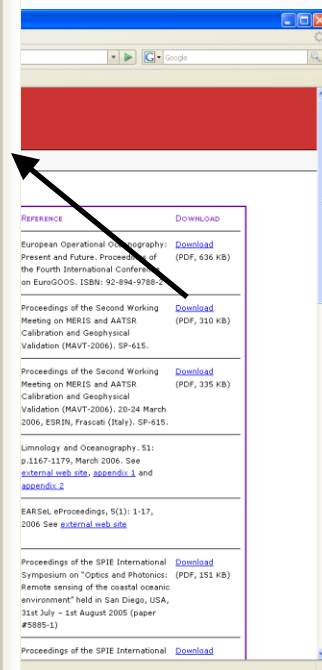 Google
REFERENCE DOWNLOAD
European Operational Oceanography: Download
Present and Future. Proceedings of (PDF, 636 KB)
the Fourth International Conference
on EuroGOOS. ISBN: 92-894-9788-2
Proceedings of the Second Working Download
Meeting on MERIS and AATSR (PDF, 310 KB)
Calibration and Geophysical
Validation (MAVT-2006). SP-615.
Proceedings of the Second Working Download
Meeting on MERIS and AATSR (PDF, 335 KB)
Calibration and Geophysical
Validation (MAVT-2006). 20-24 March
2006, ESRIN, Frascati (Italy). SP-615.
Limnology and Oceanography. 51:
p.1167-1179, March 2006. See
external web site, appendix 1 and
appendix 2
EARSeL eProceedings, 5(1): 1-17,
2006 See external web site
Proceedings of the SPIE International Download
Symposium on "Optics and Photonics: (PDF, 151 KB)
Remote sensing of the coastal oceanic
environment" held in San Diego, USA,
31st July - 1st August 2005 (paper
#5885-1)
Proceedings of the SPIE International Download